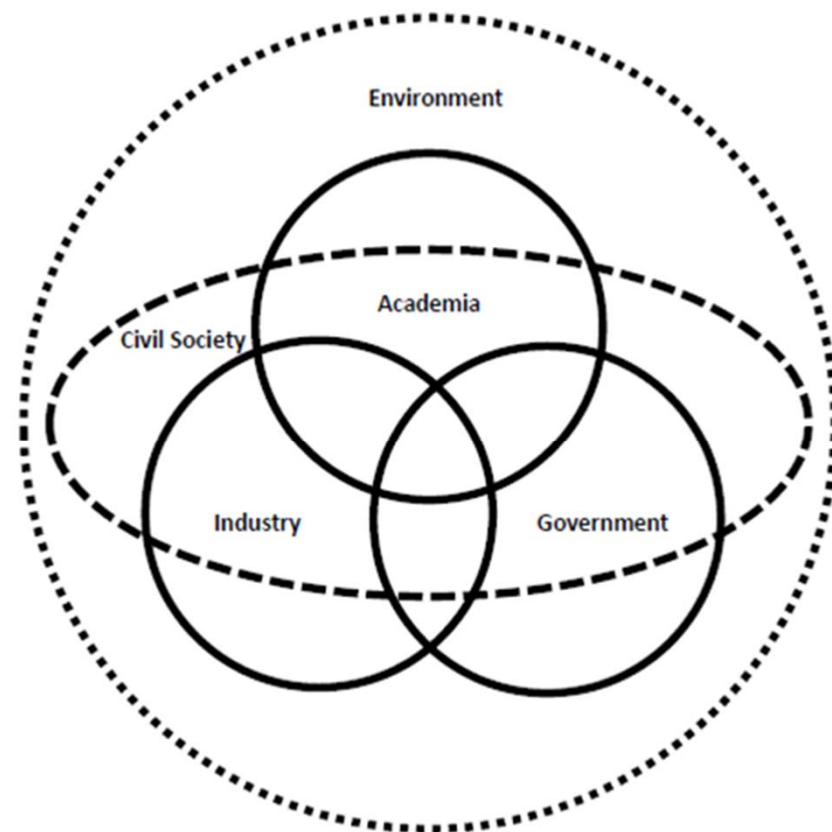 Environment
Academia
Civil Society
Industry
Government